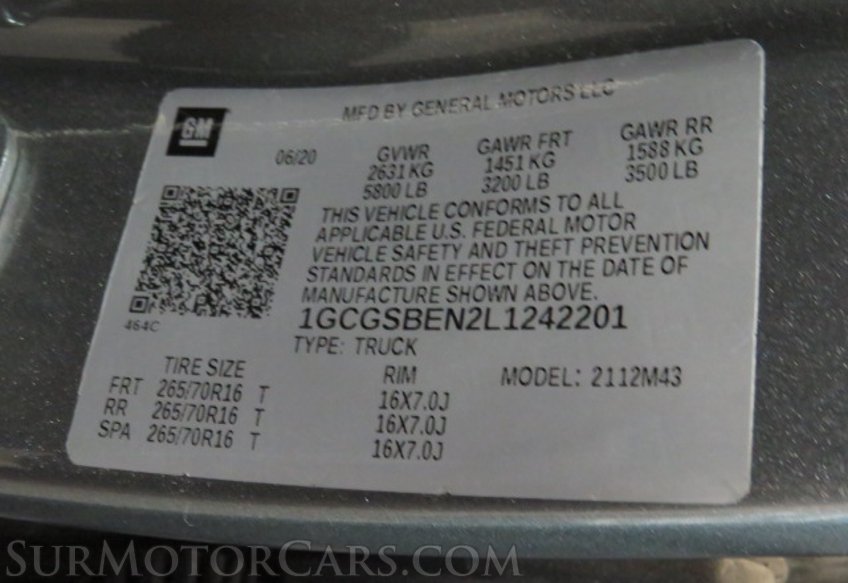 GM
MFD BY GENERAL MOTORS LLC
06/20 GVWR GAWR FRT GAWR RR
2631 KG 1451 KG 1588 KG
5800 LB 3200 LB 3500 LB
THIS VEHICLE CONFORMS TO ALL
APPLICABLE U.S. FEDERAL MOTOR
VEHICLE SAFETY AND THEFT PREVENTION
STANDARDS IN EFFECT ON THE DATE OF
MANUFACTURE SHOWN ABOVE.
464C
1GCGSBEN2L1242201
TYPE: TRUCK
TIRE SIZE RIM MODEL: 2112M43
FRT 265/70R16 T 16X7.0J
RR 265/70R16 T 16X7.0J
SPA 265/70R16 T 16X7.0J
SURMOTORCARS.COM